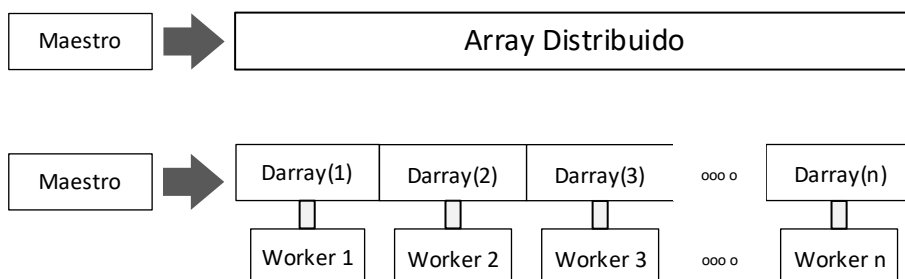 Maestro
Array Distribuido
Maestro
Darray(1) Darray(2) Darray(3) ooo o Darray(n)
Worker 1 Worker 2 Worker 3 ooo o Worker n